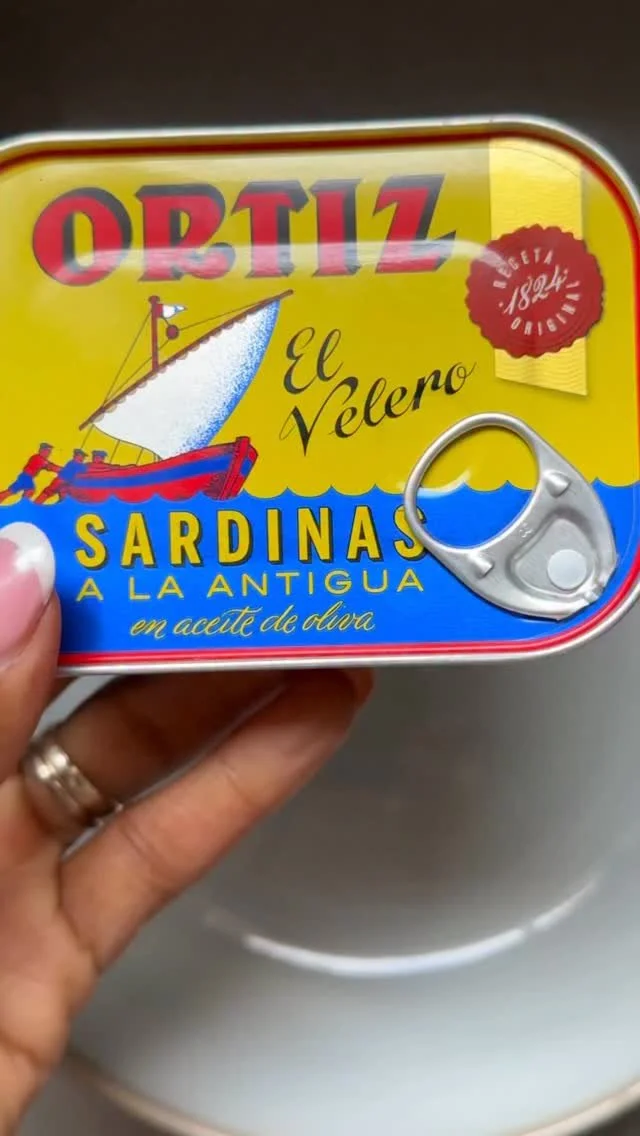 ORTIZ
RECETA
1824
ORIGINAL
El
Velero
SARDINAS
A LA ANTIGUA
en aceite de oliva